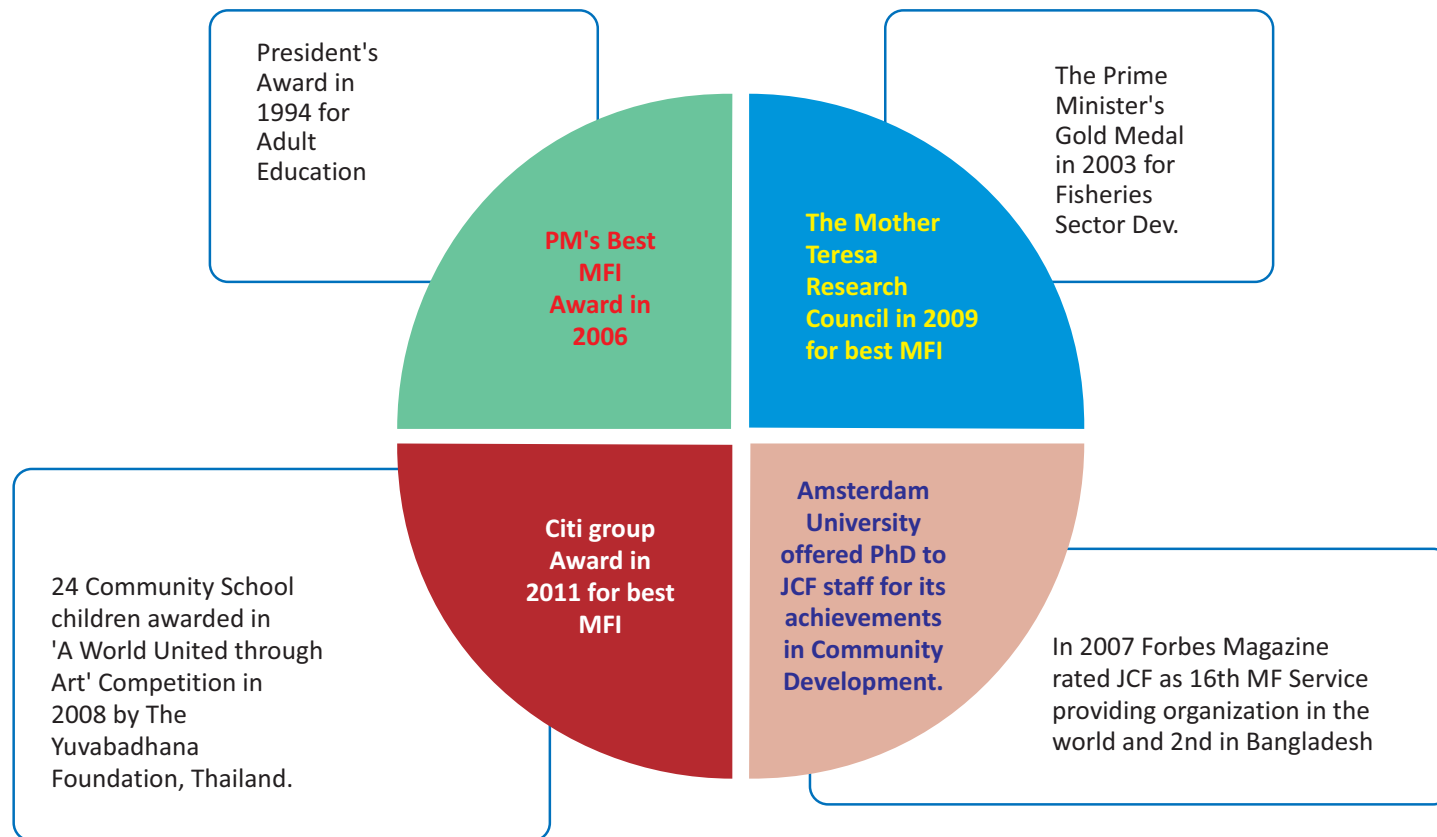 President's
Award in
1994 for
Adult
Education
The Prime
Minister's
Gold Medal
in 2003 for
Fisheries
Sector Dev.
PM's Best
MFI
Award in
2006
The Mother
Teresa
Research
Council in 2009
for best MFI
Citi group
Award in
2011 for best
MFI
Amsterdam
University
offered PhD to
JCF staff for its
achievements
in Community
Development.
24 Community School
children awarded in
'A World United through
Art' Competition in
2008 by The
Yuvabadhana
Foundation, Thailand.
In 2007 Forbes Magazine
rated JCF as 16th MF Service
providing organization in the
world and 2nd in Bangladesh